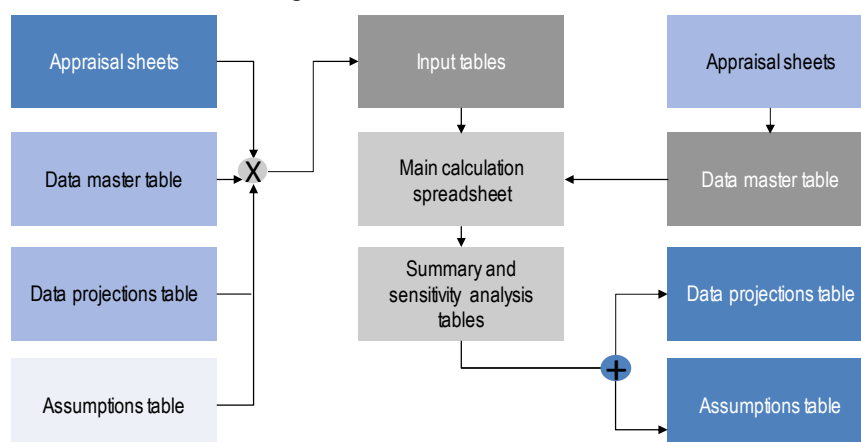 Appraisal sheets
Input tables
Appraisal sheets
Data master table
X
Main calculation
spreadsheet
Data master table
Data projections table
Summary and
sensitivity analysis
tables
Data projections table
+
Assumptions table
Assumptions table